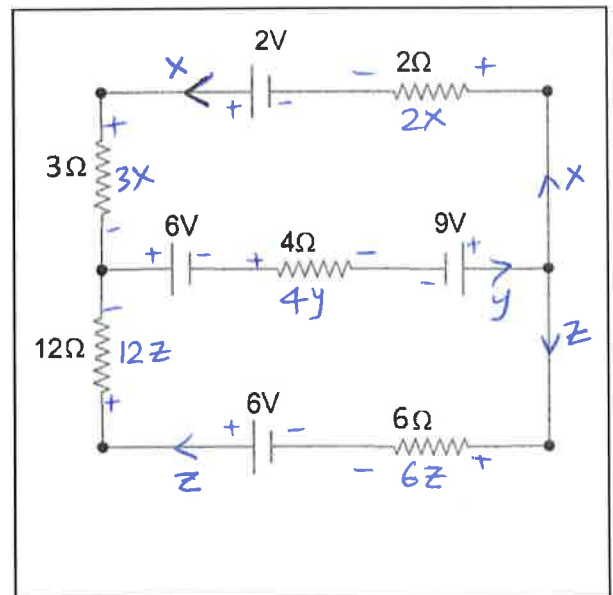 2V
X + - - 2Ω +
2X
+
3Ω 3X
-
X
6V 4Ω 9V
+ - + - - +
4y y
-
12Ω 12Z
+
Z
6V 6Ω
+ - - +
Z 6Z